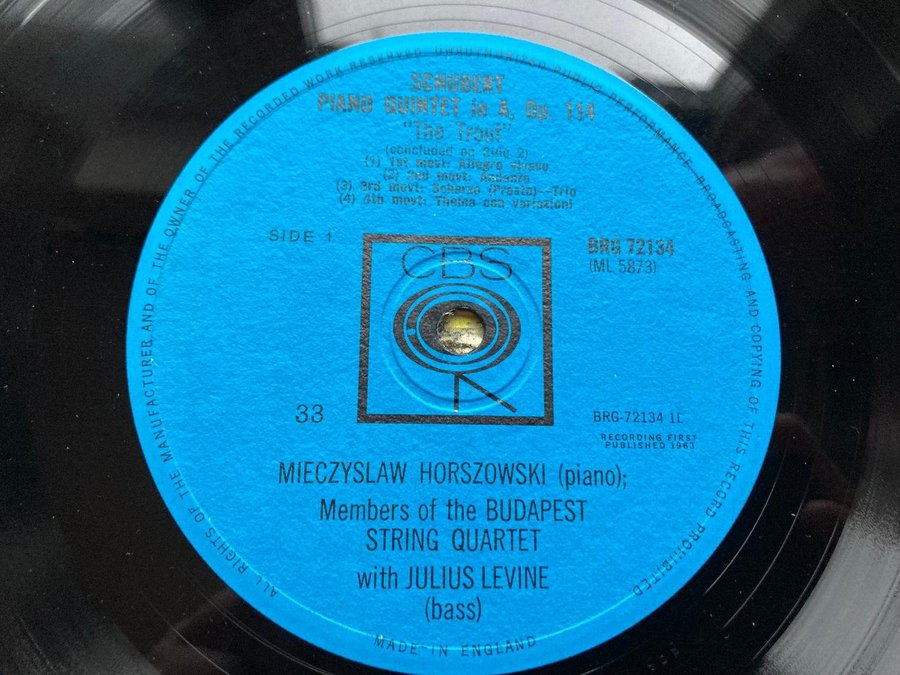 SCHUBERT
PIANO QUINTET in A, Op. 114
"The Trout"
(concluded on Side 2)
(1) 1st movt: Allegro vivace
(2) 2nd movt: Andante
(3) 3rd movt: Scherzo (Presto)—Trio
(4) 4th movt: Thema con variazioni
SIDE 1
BRG 72134
(ML 5873)
CBS
33
BRG-72134 1L
RECORDING FIRST
PUBLISHED 1963
MIECZYSLAW HORSZOWSKI (piano);
Members of the BUDAPEST
STRING QUARTET
with JULIUS LEVINE
(bass)
ALL RIGHTS OF THE MANUFACTURER AND OF THE OWNER OF THE RECORDED WORK RESERVED UNAUTHORISED PUBLIC PERFORMANCE BROADCASTING AND COPYING OF THIS RECORD PROHIBITED
MADE-IN ENGLAND